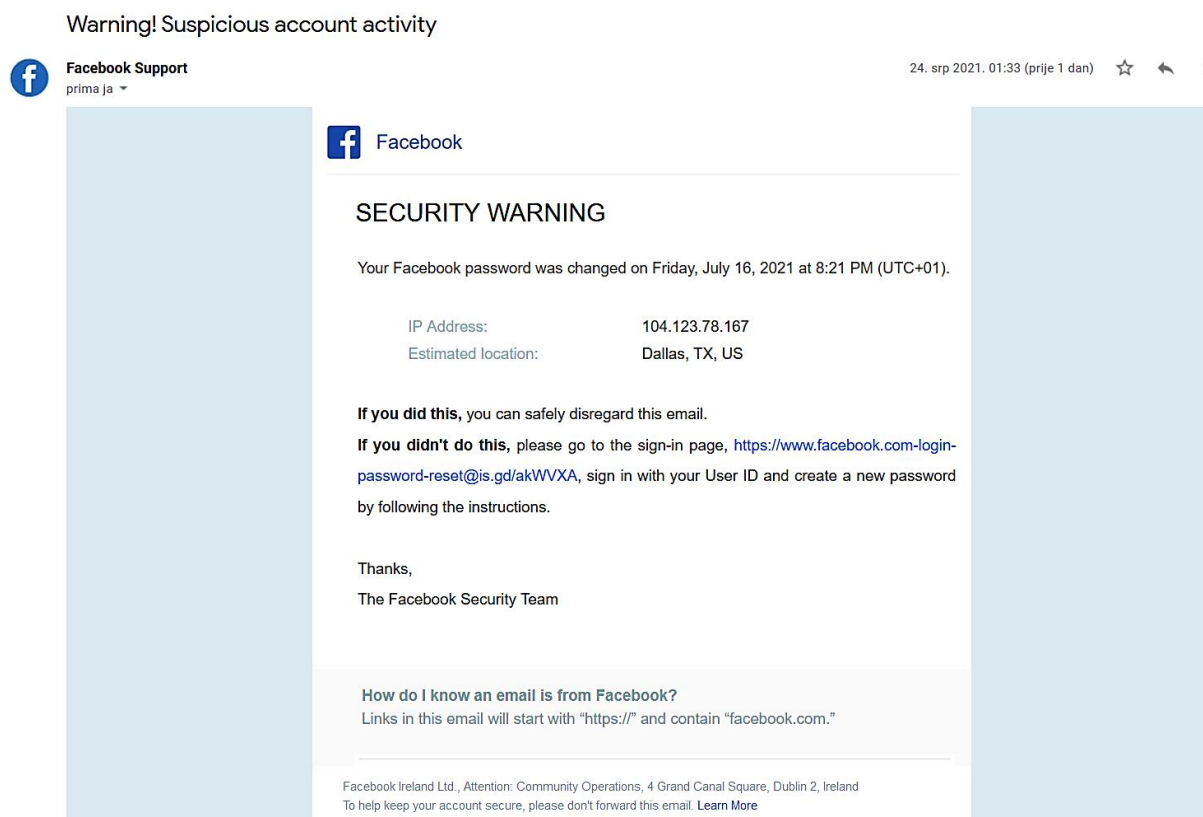 Warning! Suspicious account activity
Facebook Support
24. srp 2021. 01:33 (prije 1 dan)
prima ja
Facebook
SECURITY WARNING
Your Facebook password was changed on Friday, July 16, 2021 at 8:21 PM (UTC+01).
IP Address: 104.123.78.167
Estimated location: Dallas, TX, US
If you did this, you can safely disregard this email.
If you didn't do this, please go to the sign-in page, https://www.facebook.com-login-
password-reset@is.gd/akWVXA, sign in with your User ID and create a new password
by following the instructions.
Thanks,
The Facebook Security Team
How do I know an email is from Facebook?
Links in this email will start with “https://” and contain “facebook.com.”
Facebook Ireland Ltd., Attention: Community Operations, 4 Grand Canal Square, Dublin 2, Ireland
To help keep your account secure, please don't forward this email. Learn More